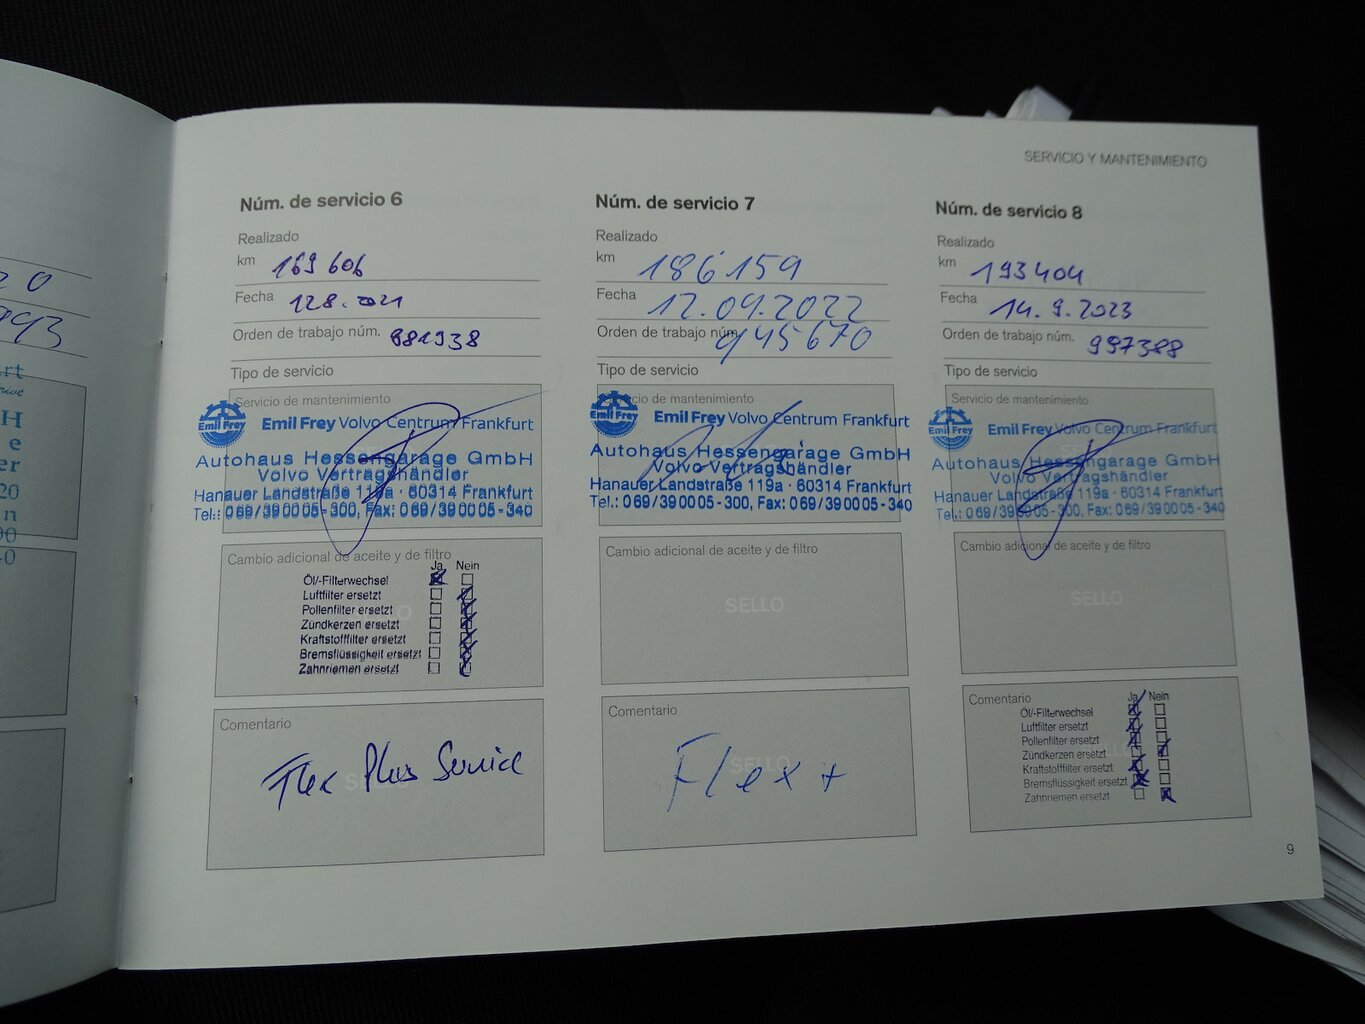 SERVICIO Y MANTENIMIENTO
Núm. de servicio 6
Realizado
km 169 606
Fecha 12.8.2021
Orden de trabajo núm. 881938
Tipo de servicio
Servicio de mantenimiento
Emil Frey
Emil Frey Volvo Centrum Frankfurt
Autohaus Hessengarage GmbH
Volvo Vertragshändler
Hanauer Landstraße 119a · 60314 Frankfurt
Tel.: 069/390005-300, Fax: 069/390005-340
Cambio adicional de aceite y de filtro
Ja Nein
Öl/-Filterwechsel
Luftfilter ersetzt
Pollenfilter ersetzt
Zündkerzen ersetzt
Kraftstofffilter ersetzt
Bremsflüssigkeit ersetzt
Zahnriemen ersetzt
Comentario
Flex Plus Service
Núm. de servicio 7
Realizado
km 186 159
Fecha 12.04.2022
Orden de trabajo núm. 945670
Tipo de servicio
Servicio de mantenimiento
Emil Frey
Emil Frey Volvo Centrum Frankfurt
Autohaus Hessengarage GmbH
Volvo Vertragshändler
Hanauer Landstraße 119a · 60314 Frankfurt
Tel.: 069/390005-300, Fax: 069/390005-340
Cambio adicional de aceite y de filtro
SELLO
Comentario
SELLO
Flex +
Núm. de servicio 8
Realizado
km 193404
Fecha 14.9.2023
Orden de trabajo núm. 997388
Tipo de servicio
Servicio de mantenimiento
Emil Frey
Emil Frey Volvo Centrum Frankfurt
Autohaus Hessengarage GmbH
Volvo Vertragshändler
Hanauer Landstraße 119a · 60314 Frankfurt
Tel.: 069/390005-300, Fax: 069/390005-340
Cambio adicional de aceite y de filtro
SELLO
Comentario
Ja Nein
Öl/-Filterwechsel
Luftfilter ersetzt
Pollenfilter ersetzt
Zündkerzen ersetzt
Kraftstofffilter ersetzt
Bremsflüssigkeit ersetzt
Zahnriemen ersetzt
9